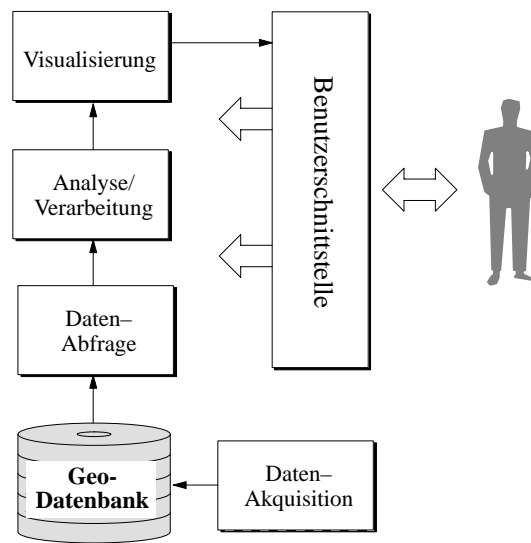 Visualisierung
Benutzerschnittstelle
Analyse/
Verarbeitung
Daten–
Abfrage
Geo-
Datenbank
Daten–
Akquisition